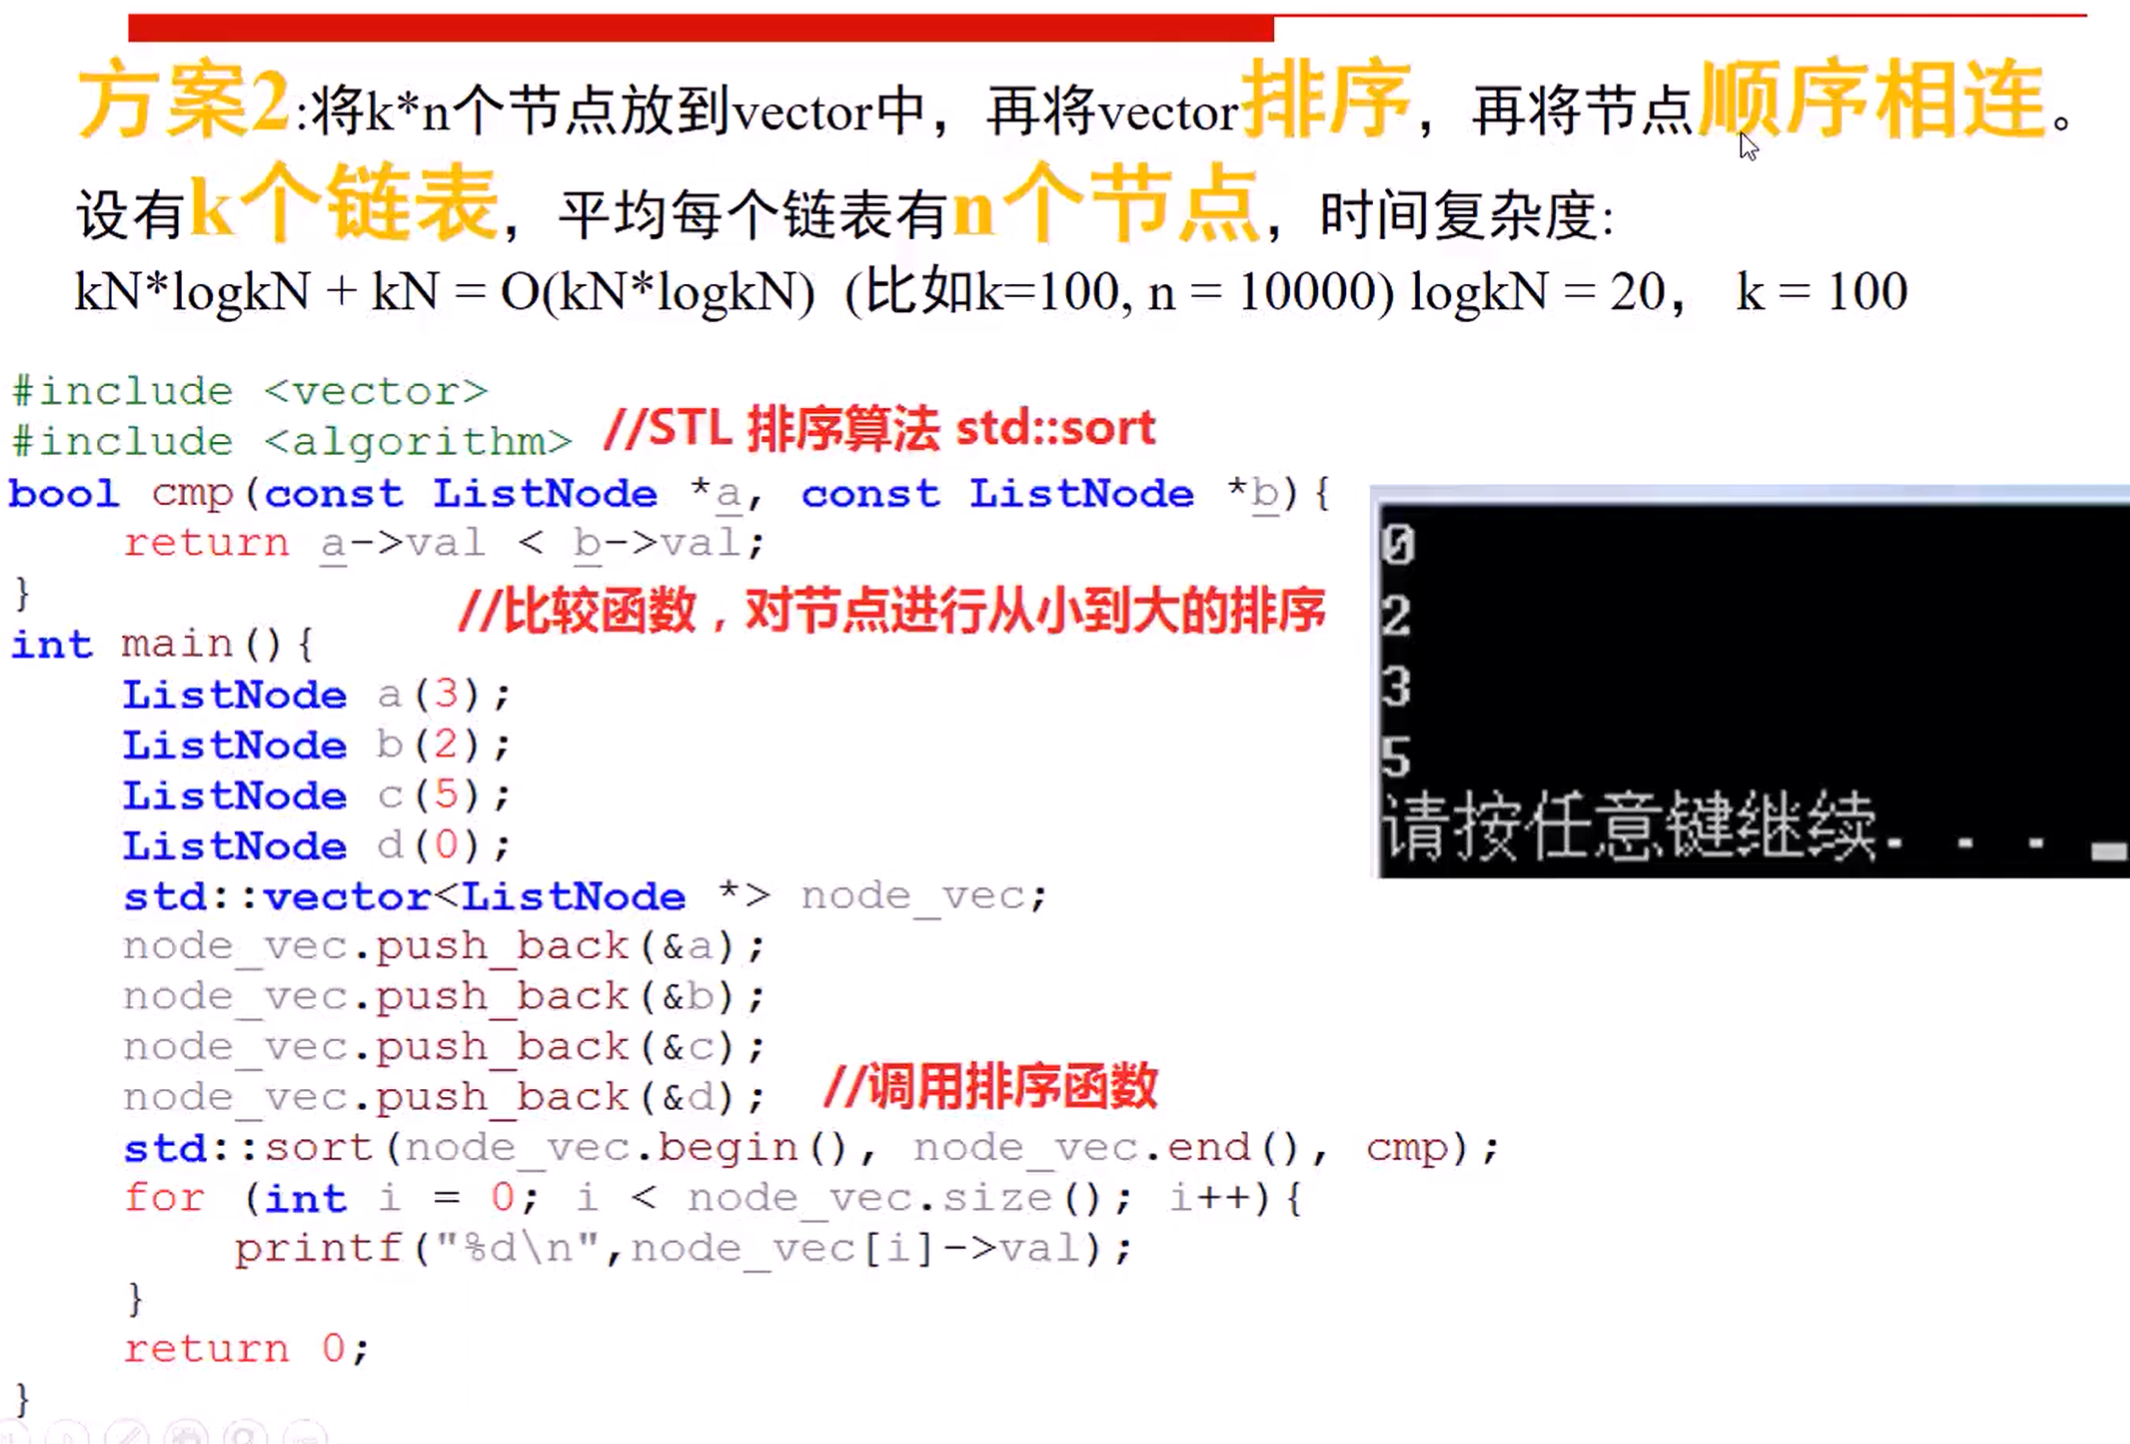 方案2:将k*n个节点放到vector中，再将vector排序，再将节点顺序相连。
设有k个链表，平均每个链表有n个节点，时间复杂度:
kN*logkN + kN = O(kN*logkN)  (比如k=100, n = 10000) logkN = 20， k = 100
#include <vector>
#include <algorithm> //STL 排序算法 std::sort
bool cmp(const ListNode *a, const ListNode *b){
    return a->val < b->val;
}
//比较函数，对节点进行从小到大的排序
int main(){
    ListNode a(3);
    ListNode b(2);
    ListNode c(5);
    ListNode d(0);
    std::vector<ListNode *> node_vec;
    node_vec.push_back(&a);
    node_vec.push_back(&b);
    node_vec.push_back(&c);
    node_vec.push_back(&d); //调用排序函数
    std::sort(node_vec.begin(), node_vec.end(), cmp);
    for (int i = 0; i < node_vec.size(); i++){
        printf("%d\n",node_vec[i]->val);
    }
    return 0;
}
0
2
3
5
请按任意键继续. . .